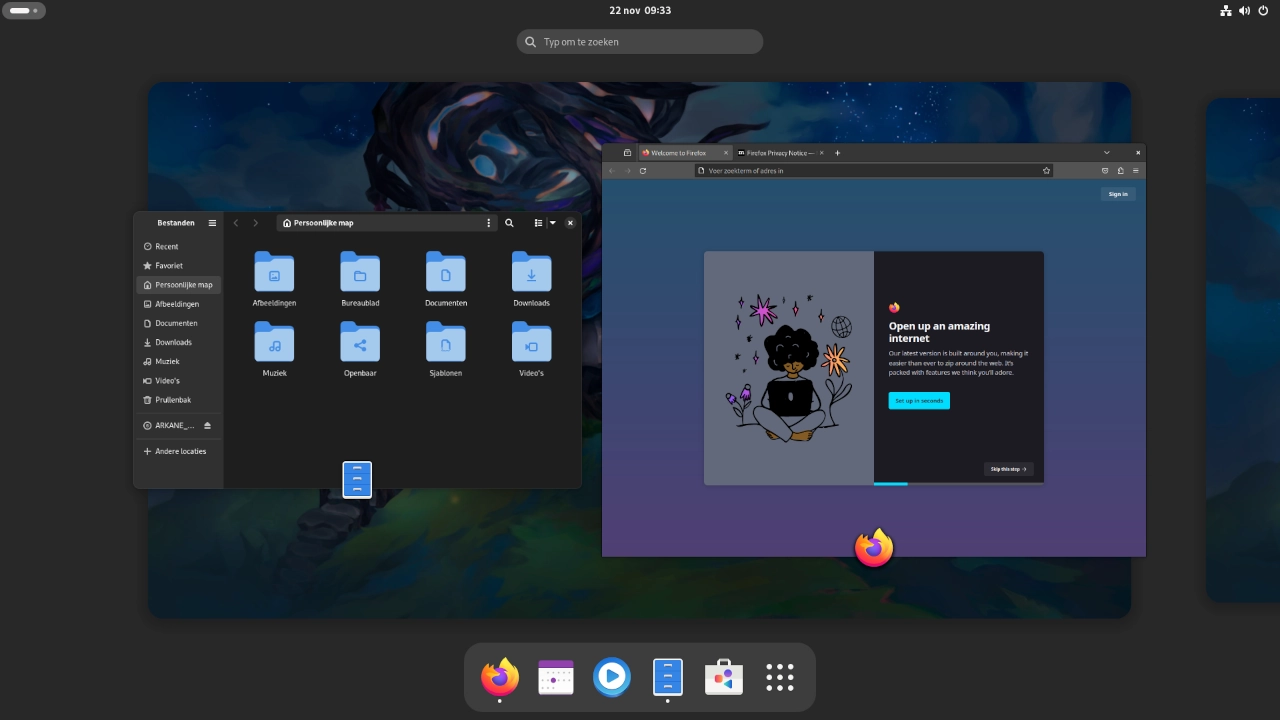 22 nov 09:33
Typ om te zoeken
Bestanden
Recent
Favoriet
Persoonlijke map
Afbeeldingen
Documenten
Downloads
Muziek
Video's
Prullenbak
ARKANE_...
Andere locaties
Persoonlijke map
Afbeeldingen
Bureaublad
Documenten
Downloads
Muziek
Openbaar
Sjablonen
Video's
Welcome to Firefox
Firefox Privacy Notice —
Voer zoekterm of adres in
Sign in
Open up an amazing
internet
Our latest version is built around you, making it
easier than ever to zip around the web. It's
packed with features we think you'll adore.
Set up in seconds
Skip this step →